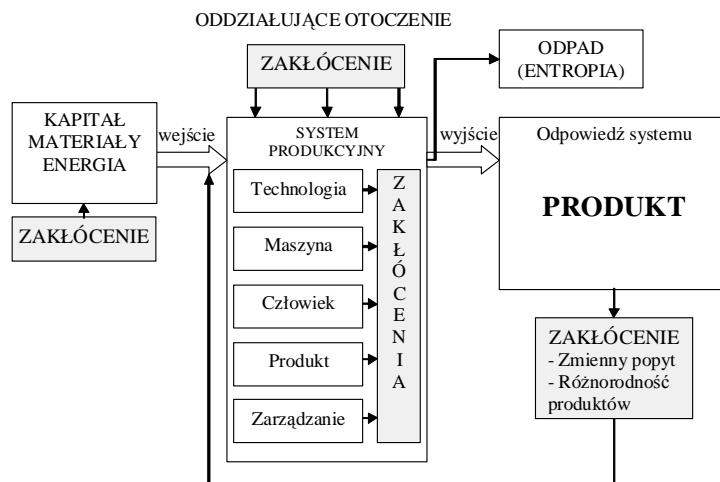 ODDZIAŁUJĄCE OTOCZENIE
ZAKŁÓCENIE
ODPAD
(ENTROPIA)
KAPITAŁ
MATERIAŁY
ENERGIA
wejście
SYSTEM
PRODUKCYJNY
wyjście
Odpowiedź systemu
PRODUKT
Technologia
Maszyna
Człowiek
Produkt
Zarządzanie
Z
A
K
Ł
Ó
C
E
N
I
A
ZAKŁÓCENIE
ZAKŁÓCENIE
- Zmienny popyt
- Różnorodność
produktów